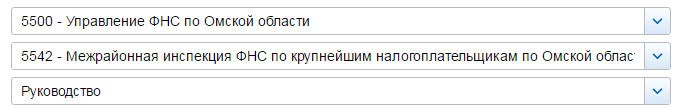 5500 - Управление ФНС по Омской области
5542 - Межрайонная инспекция ФНС по крупнейшим налогоплательщикам по Омской облас
Руководство